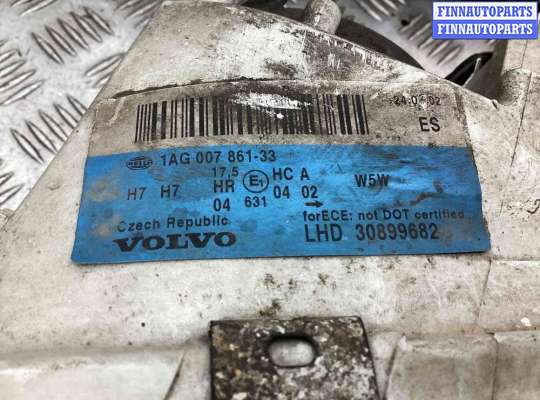 FINNAUTOPARTS
FINNAUTOPARTS
24.04.02
ES
HELLA 1AG 007 861-33
17,5
H7 H7 HR E1 HC A W5W
04 631 04 02 →
Czech Republic forECE: not DOT certified
VOLVO LHD 30899682